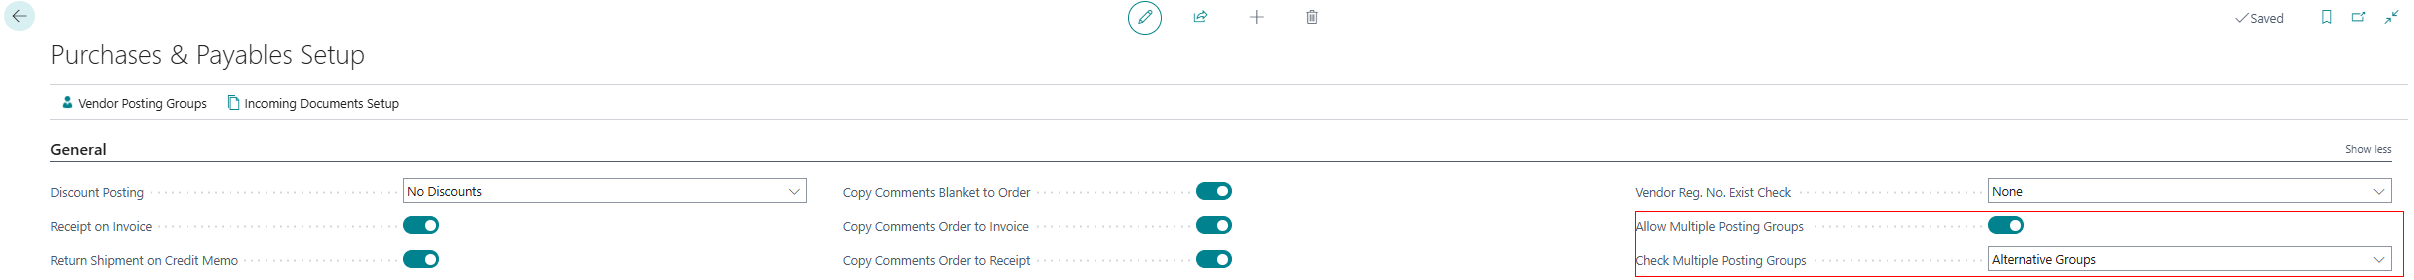 Saved
Purchases & Payables Setup
Vendor Posting Groups Incoming Documents Setup
General Show less
Discount Posting No Discounts Copy Comments Blanket to Order Vendor Reg. No. Exist Check None
Receipt on Invoice Copy Comments Order to Invoice Allow Multiple Posting Groups
Return Shipment on Credit Memo Copy Comments Order to Receipt Check Multiple Posting Groups Alternative Groups